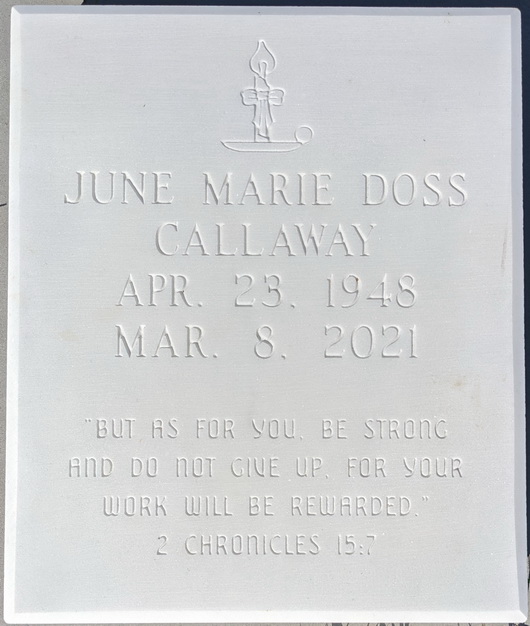 JUNE MARIE DOSS
CALLAWAY
APR. 23. 1948
MAR. 8. 2021
"BUT AS FOR YOU, BE STRONG
AND DO NOT GIVE UP, FOR YOUR
WORK WILL BE REWARDED."
2 CHRONICLES 15:7